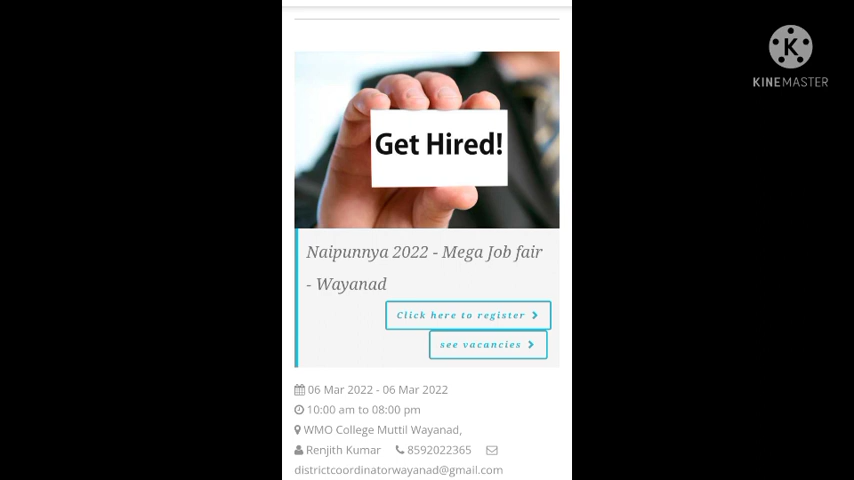 KINEMASTER
Get Hired!
Naipunnya 2022 - Mega Job fair
- Wayanad
Click here to register
see vacancies
06 Mar 2022 - 06 Mar 2022
10:00 am to 08:00 pm
WMO College Muttil Wayanad,
Renjith Kumar 8592022365
districtcoordinatorwayanad@gmail.com